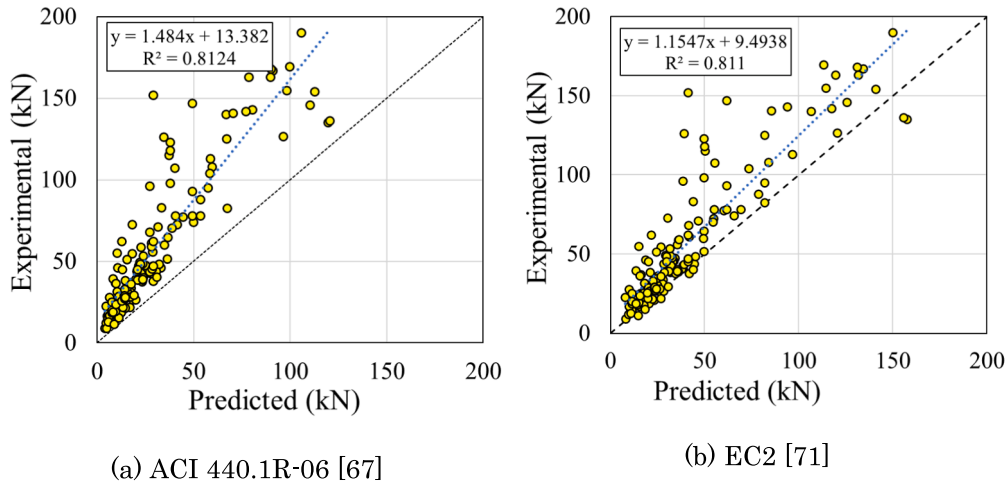 y = 1.484x + 13.382
R² = 0.8124
200
150
100
50
0
0
50
100
150
200
Experimental (kN)
Predicted (kN)
(a) ACI 440.1R-06 [67]
y = 1.1547x + 9.4938
R² = 0.811
200
150
100
50
0
0
50
100
150
200
Experimental (kN)
Predicted (kN)
(b) EC2 [71]